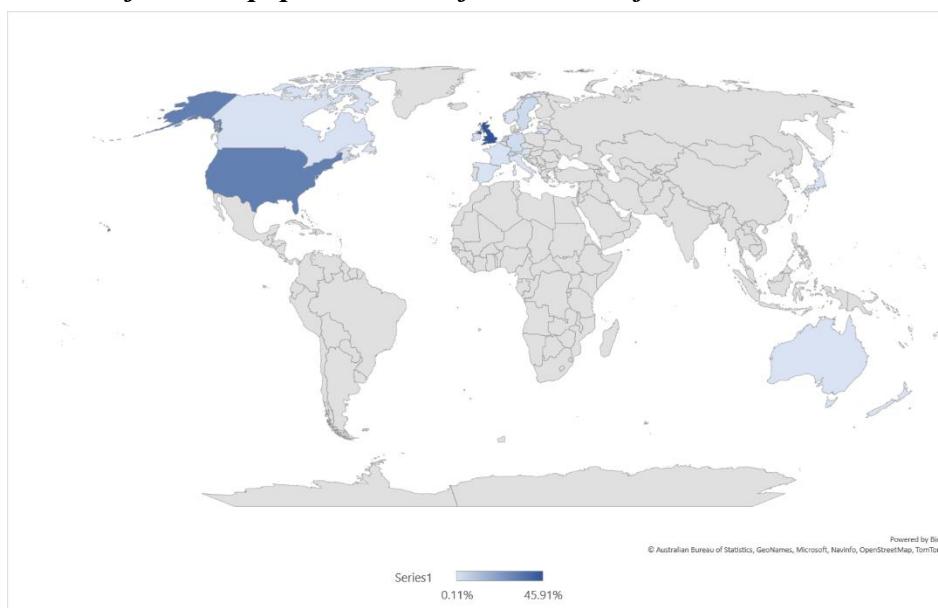 Powered by Bi
© Australian Bureau of Statistics, GeoNames, Microsoft, Navinfo, OpenStreetMap, TomTo
Series1
0.11% 45.91%